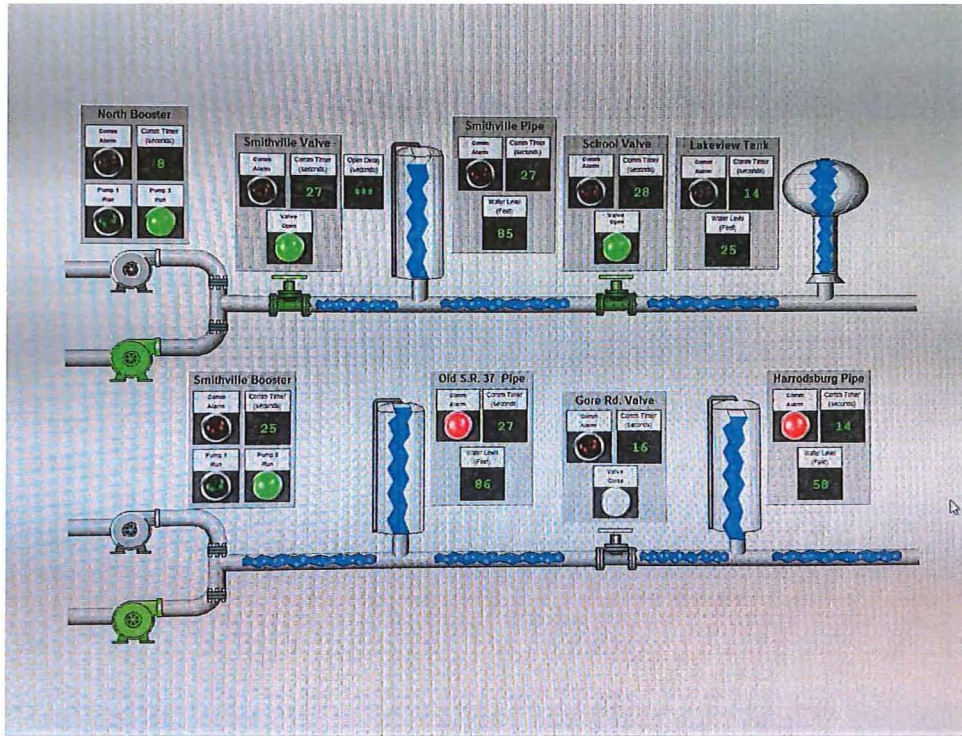 North Booster
Comm Alarm
Comm Timer (seconds)
8
Pump 1 Run
Pump 2 Run
Smithville Valve
Comm Alarm
Comm Timer (seconds)
27
Open Delay
***
Valve Open
Smithville Pipe
Comm Alarm
Comm Timer (seconds)
27
Water Level (Feet)
85
School Valve
Comm Alarm
Comm Timer (seconds)
28
Valve Open
Lakeview Tank
Comm Alarm
Comm Timer (seconds)
14
Water Level (Feet)
25
Smithville Booster
Comm Alarm
Comm Timer (seconds)
25
Pump 1 Run
Pump 2 Run
Old S.R. 37 Pipe
Comm Alarm
Comm Timer (seconds)
27
Water Level (Feet)
86
Gore Rd. Valve
Comm Alarm
Comm Timer (seconds)
16
Valve Close
Harrodsburg Pipe
Comm Alarm
Comm Timer (seconds)
14
Water Level (Feet)